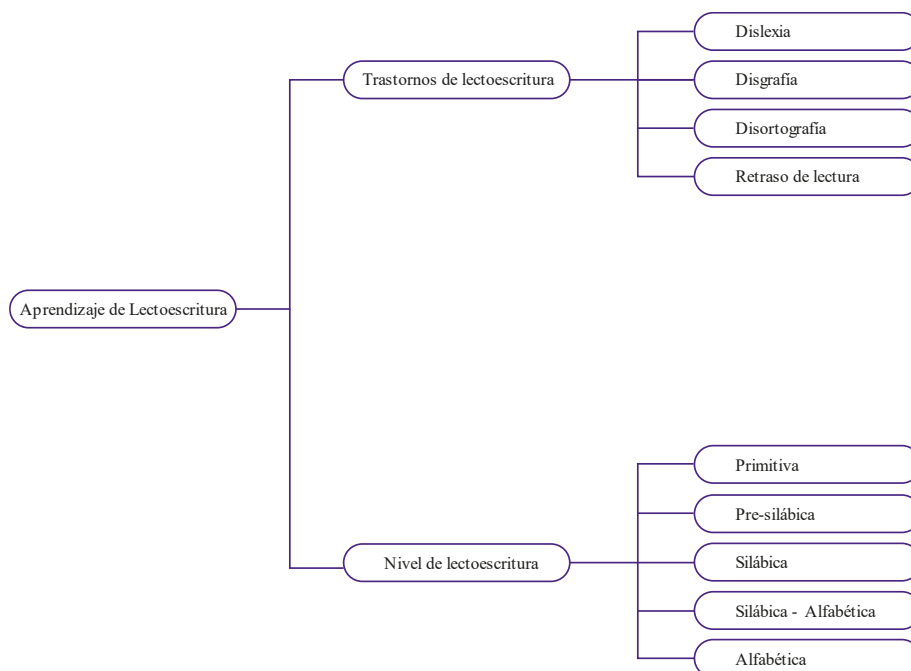 Aprendizaje de Lectoescritura
Trastornos de lectoescritura
Dislexia
Disgrafía
Disortografía
Retraso de lectura
Nivel de lectoescritura
Primitiva
Pre-silábica
Silábica
Silábica - Alfabética
Alfabética